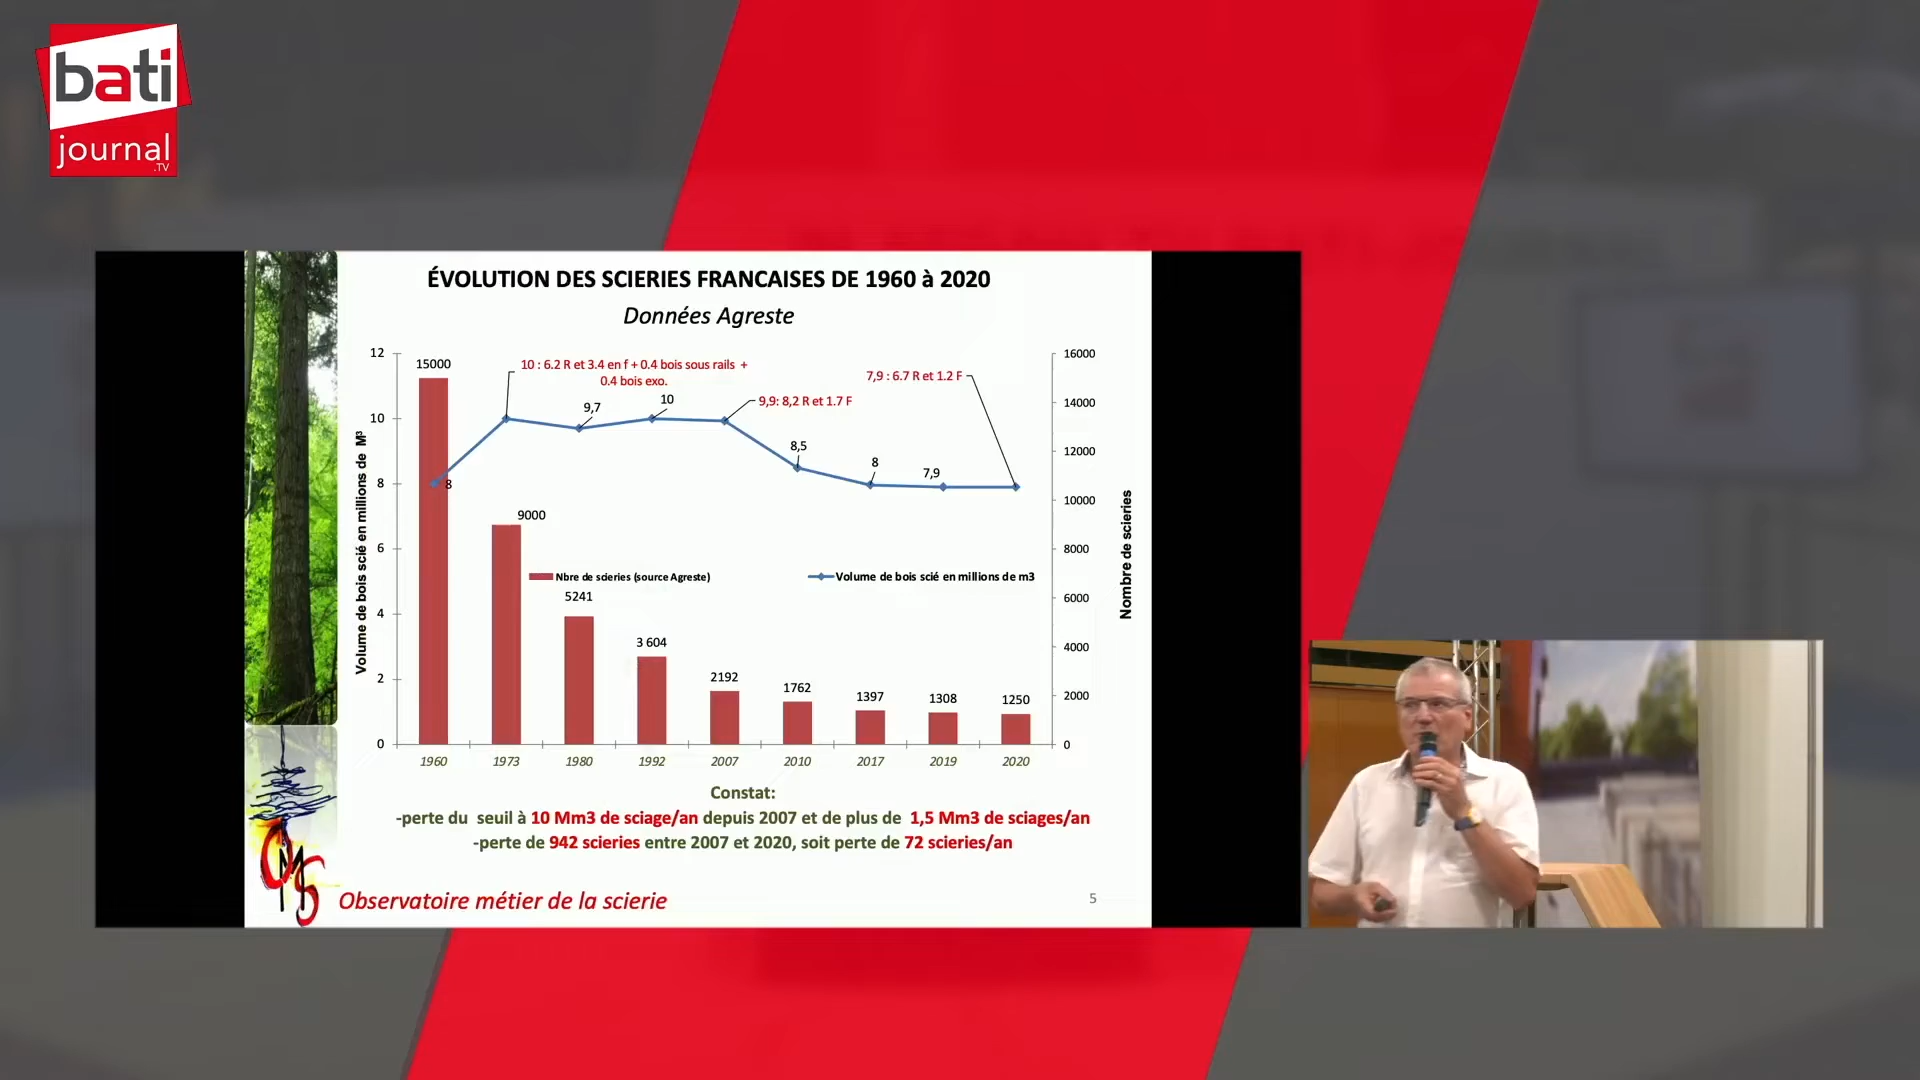 bati
journal
.TV
ÉVOLUTION DES SCIERIES FRANCAISES DE 1960 à 2020
Données Agreste
12
10
8
6
4
2
0
Volume de bois scié en millions de M³
16000
14000
12000
10000
8000
6000
4000
2000
0
Nombre de scieries
15000
10 : 6.2 R et 3.4 en f + 0.4 bois sous rails +
0.4 bois exo.
7,9 : 6.7 R et 1.2 F
9,7
10
9,9: 8,2 R et 1.7 F
8,5
8
7,9
8
9000
Nbre de scieries (source Agreste)
Volume de bois scié en millions de m3
5241
3 604
2192
1762
1397
1308
1250
1960 1973 1980 1992 2007 2010 2017 2019 2020
Constat:
-perte du seuil à 10 Mm3 de sciage/an depuis 2007 et de plus de 1,5 Mm3 de sciages/an
-perte de 942 scieries entre 2007 et 2020, soit perte de 72 scieries/an
OMS
Observatoire métier de la scierie
5